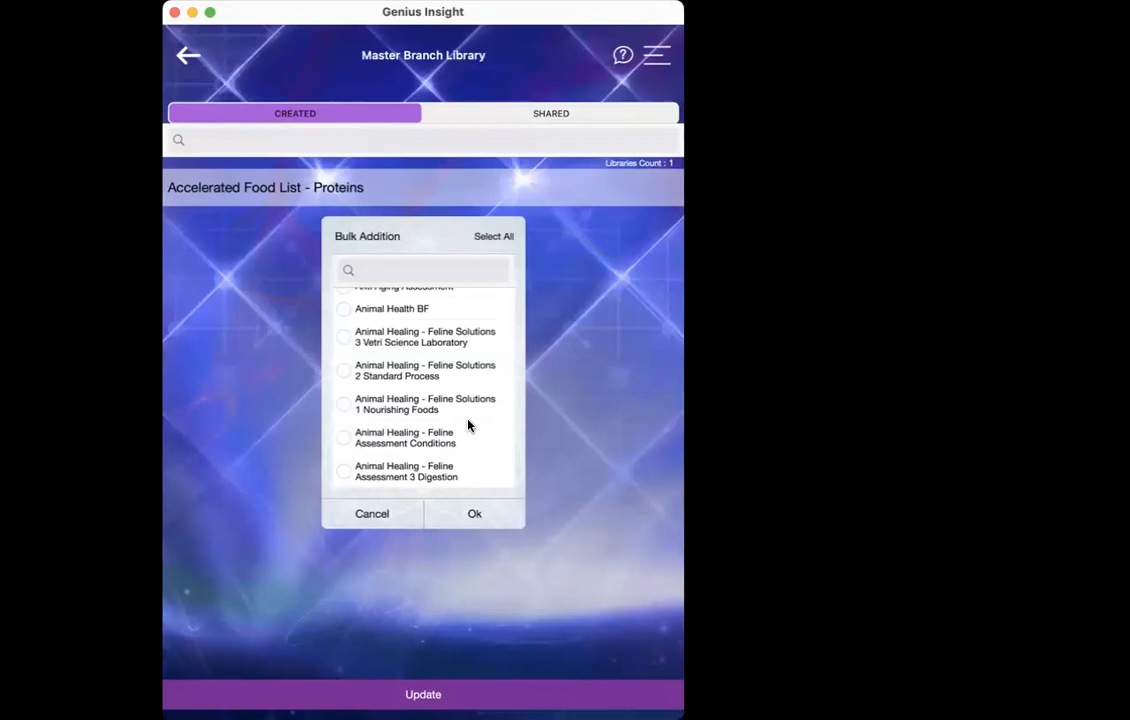 Genius Insight
Master Branch Library
CREATED
SHARED
Libraries Count : 1
Accelerated Food List - Proteins
Bulk Addition
Select All
Anti Aging Assessment
Animal Health BF
Animal Healing - Feline Solutions
3 Vetri Science Laboratory
Animal Healing - Feline Solutions
2 Standard Process
Animal Healing - Feline Solutions
1 Nourishing Foods
Animal Healing - Feline
Assessment Conditions
Animal Healing - Feline
Assessment 3 Digestion
Cancel
Ok
Update